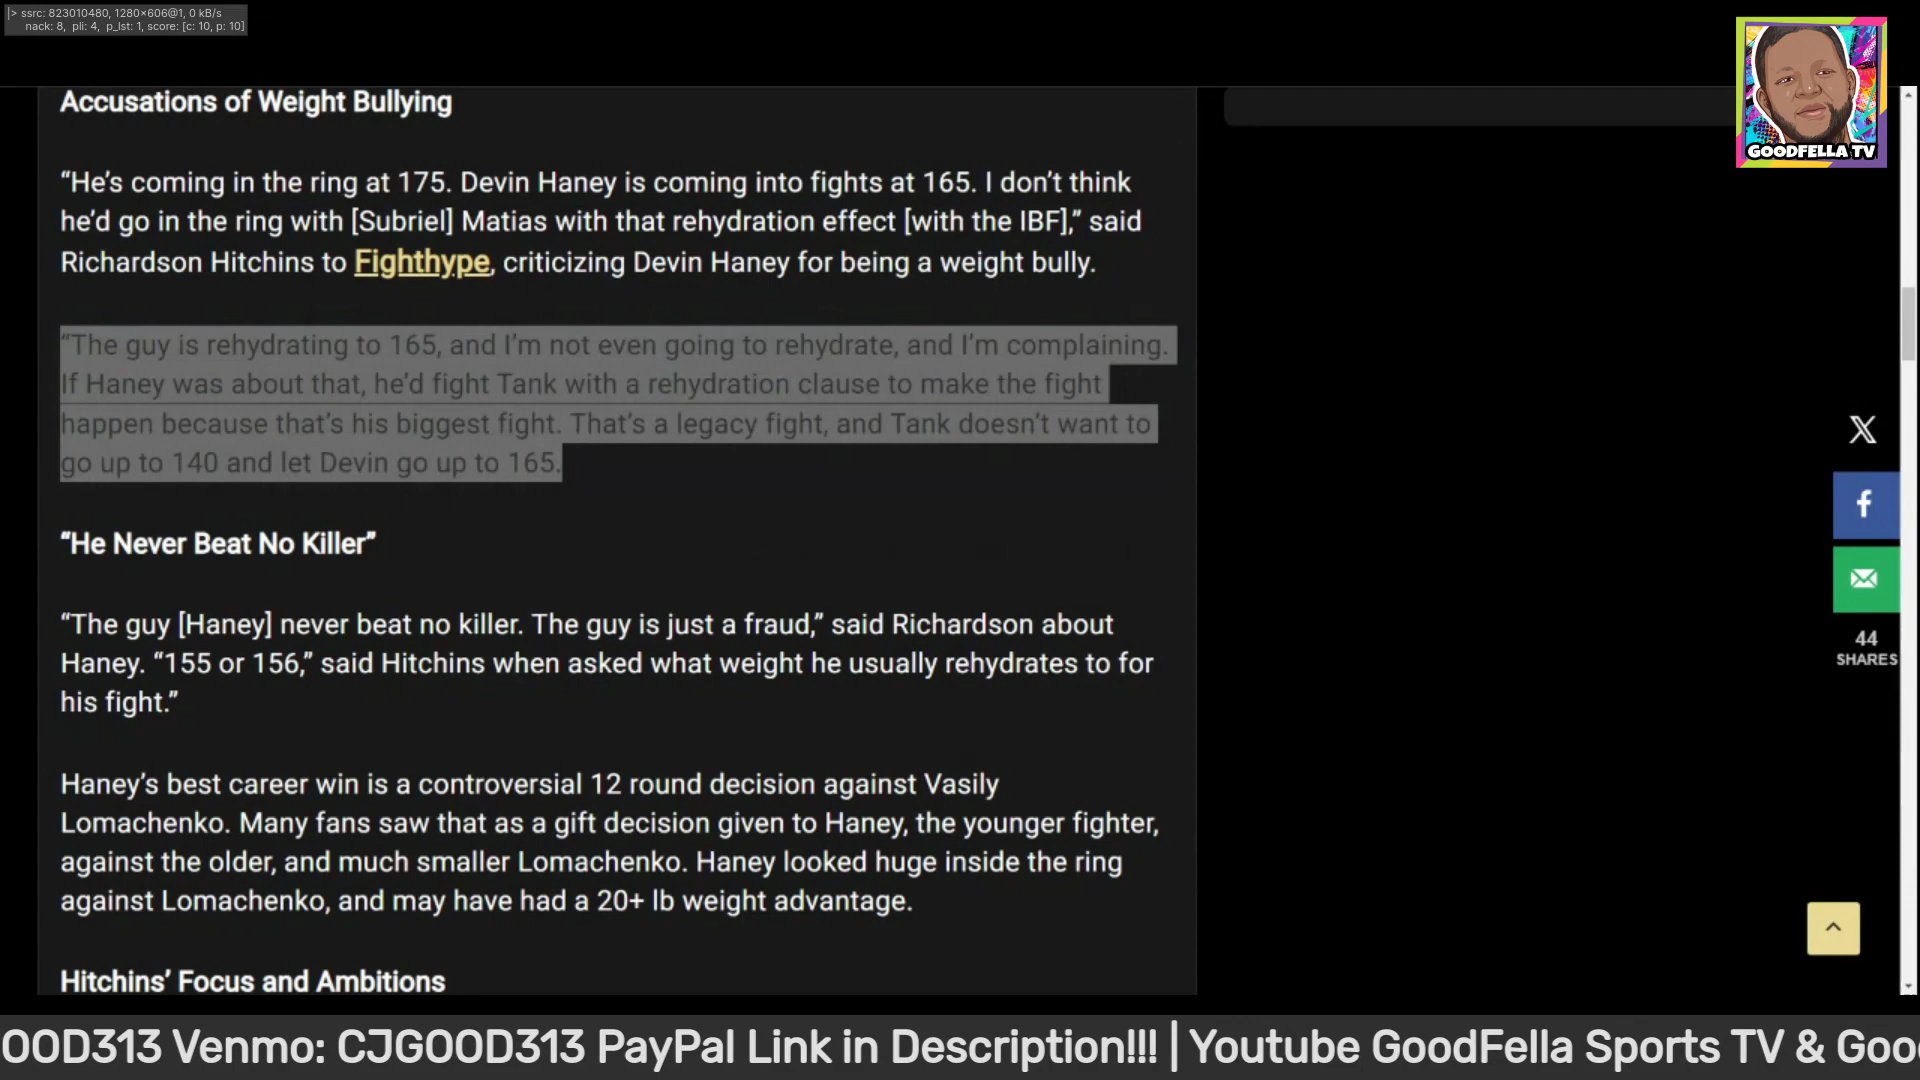 |> ssrc: 823010480, 1280×606@1, 0 kB/s
nack: 8, pli: 4, p_lst: 1, score: [c: 10, p: 10]
GOODFELLA TV
Accusations of Weight Bullying
“He’s coming in the ring at 175. Devin Haney is coming into fights at 165. I don’t think
he’d go in the ring with [Subriel] Matias with that rehydration effect [with the IBF],” said
Richardson Hitchins to Fighthype, criticizing Devin Haney for being a weight bully.
“The guy is rehydrating to 165, and I’m not even going to rehydrate, and I’m complaining.
If Haney was about that, he’d fight Tank with a rehydration clause to make the fight
happen because that’s his biggest fight. That’s a legacy fight, and Tank doesn’t want to
go up to 140 and let Devin go up to 165.
“He Never Beat No Killer”
“The guy [Haney] never beat no killer. The guy is just a fraud,” said Richardson about
Haney. “155 or 156,” said Hitchins when asked what weight he usually rehydrates to for
his fight.”
Haney’s best career win is a controversial 12 round decision against Vasily
Lomachenko. Many fans saw that as a gift decision given to Haney, the younger fighter,
against the older, and much smaller Lomachenko. Haney looked huge inside the ring
against Lomachenko, and may have had a 20+ lb weight advantage.
Hitchins’ Focus and Ambitions
44
SHARES
OOD313 Venmo: CJGOOD313 PayPal Link in Description!!! | Youtube GoodFella Sports TV & Goo